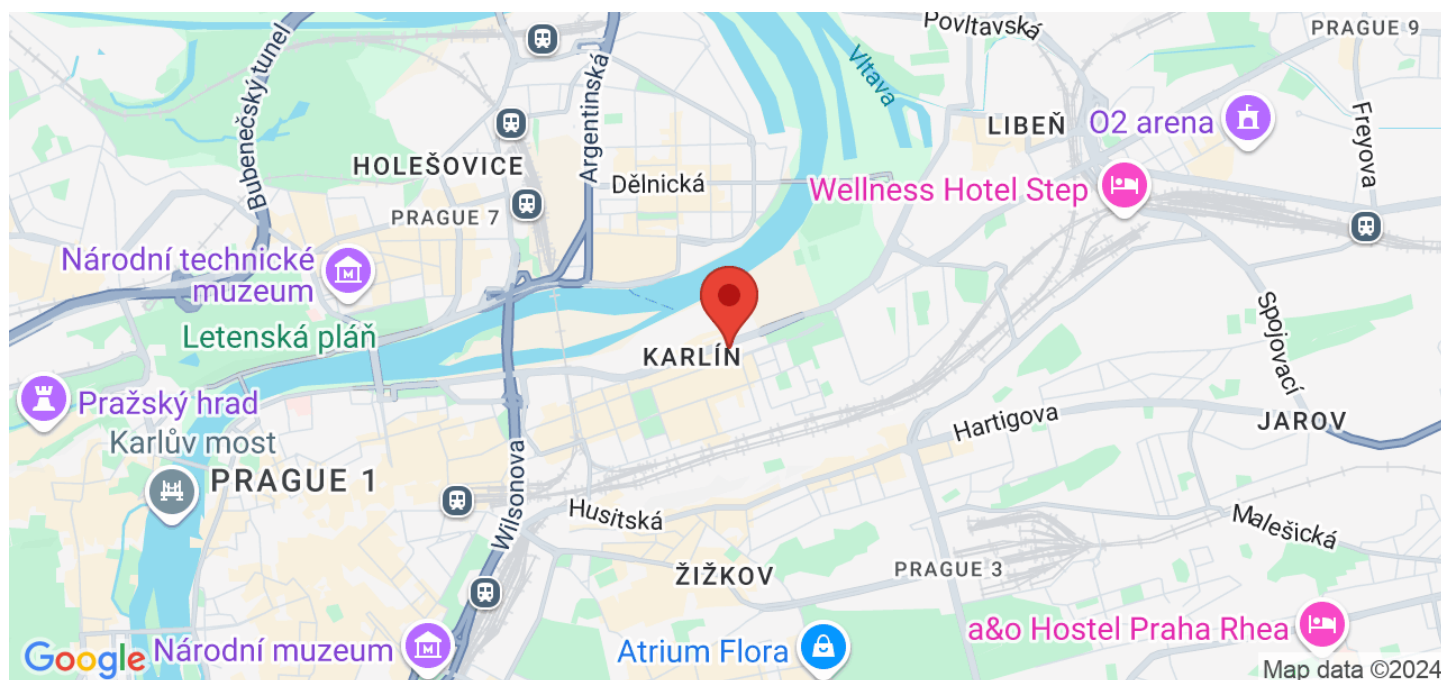 Povltavská
PRAGUE 9
Bubenečský tunel
Argentinská
Vltava
LIBEŇ
O2 arena
Freyova
HOLEŠOVICE
Dělnická
Wellness Hotel Step
PRAGUE 7
Národní technické
muzeum
Letenská pláň
KARLÍN
Spojovací
Pražský hrad
Karlův most
Hartigova
JAROV
PRAGUE 1
Wilsonova
Husitská
Malešická
ŽIŽKOV
PRAGUE 3
a&o Hostel Praha Rhea
Národní muzeum
Atrium Flora
Google
Map data ©2024